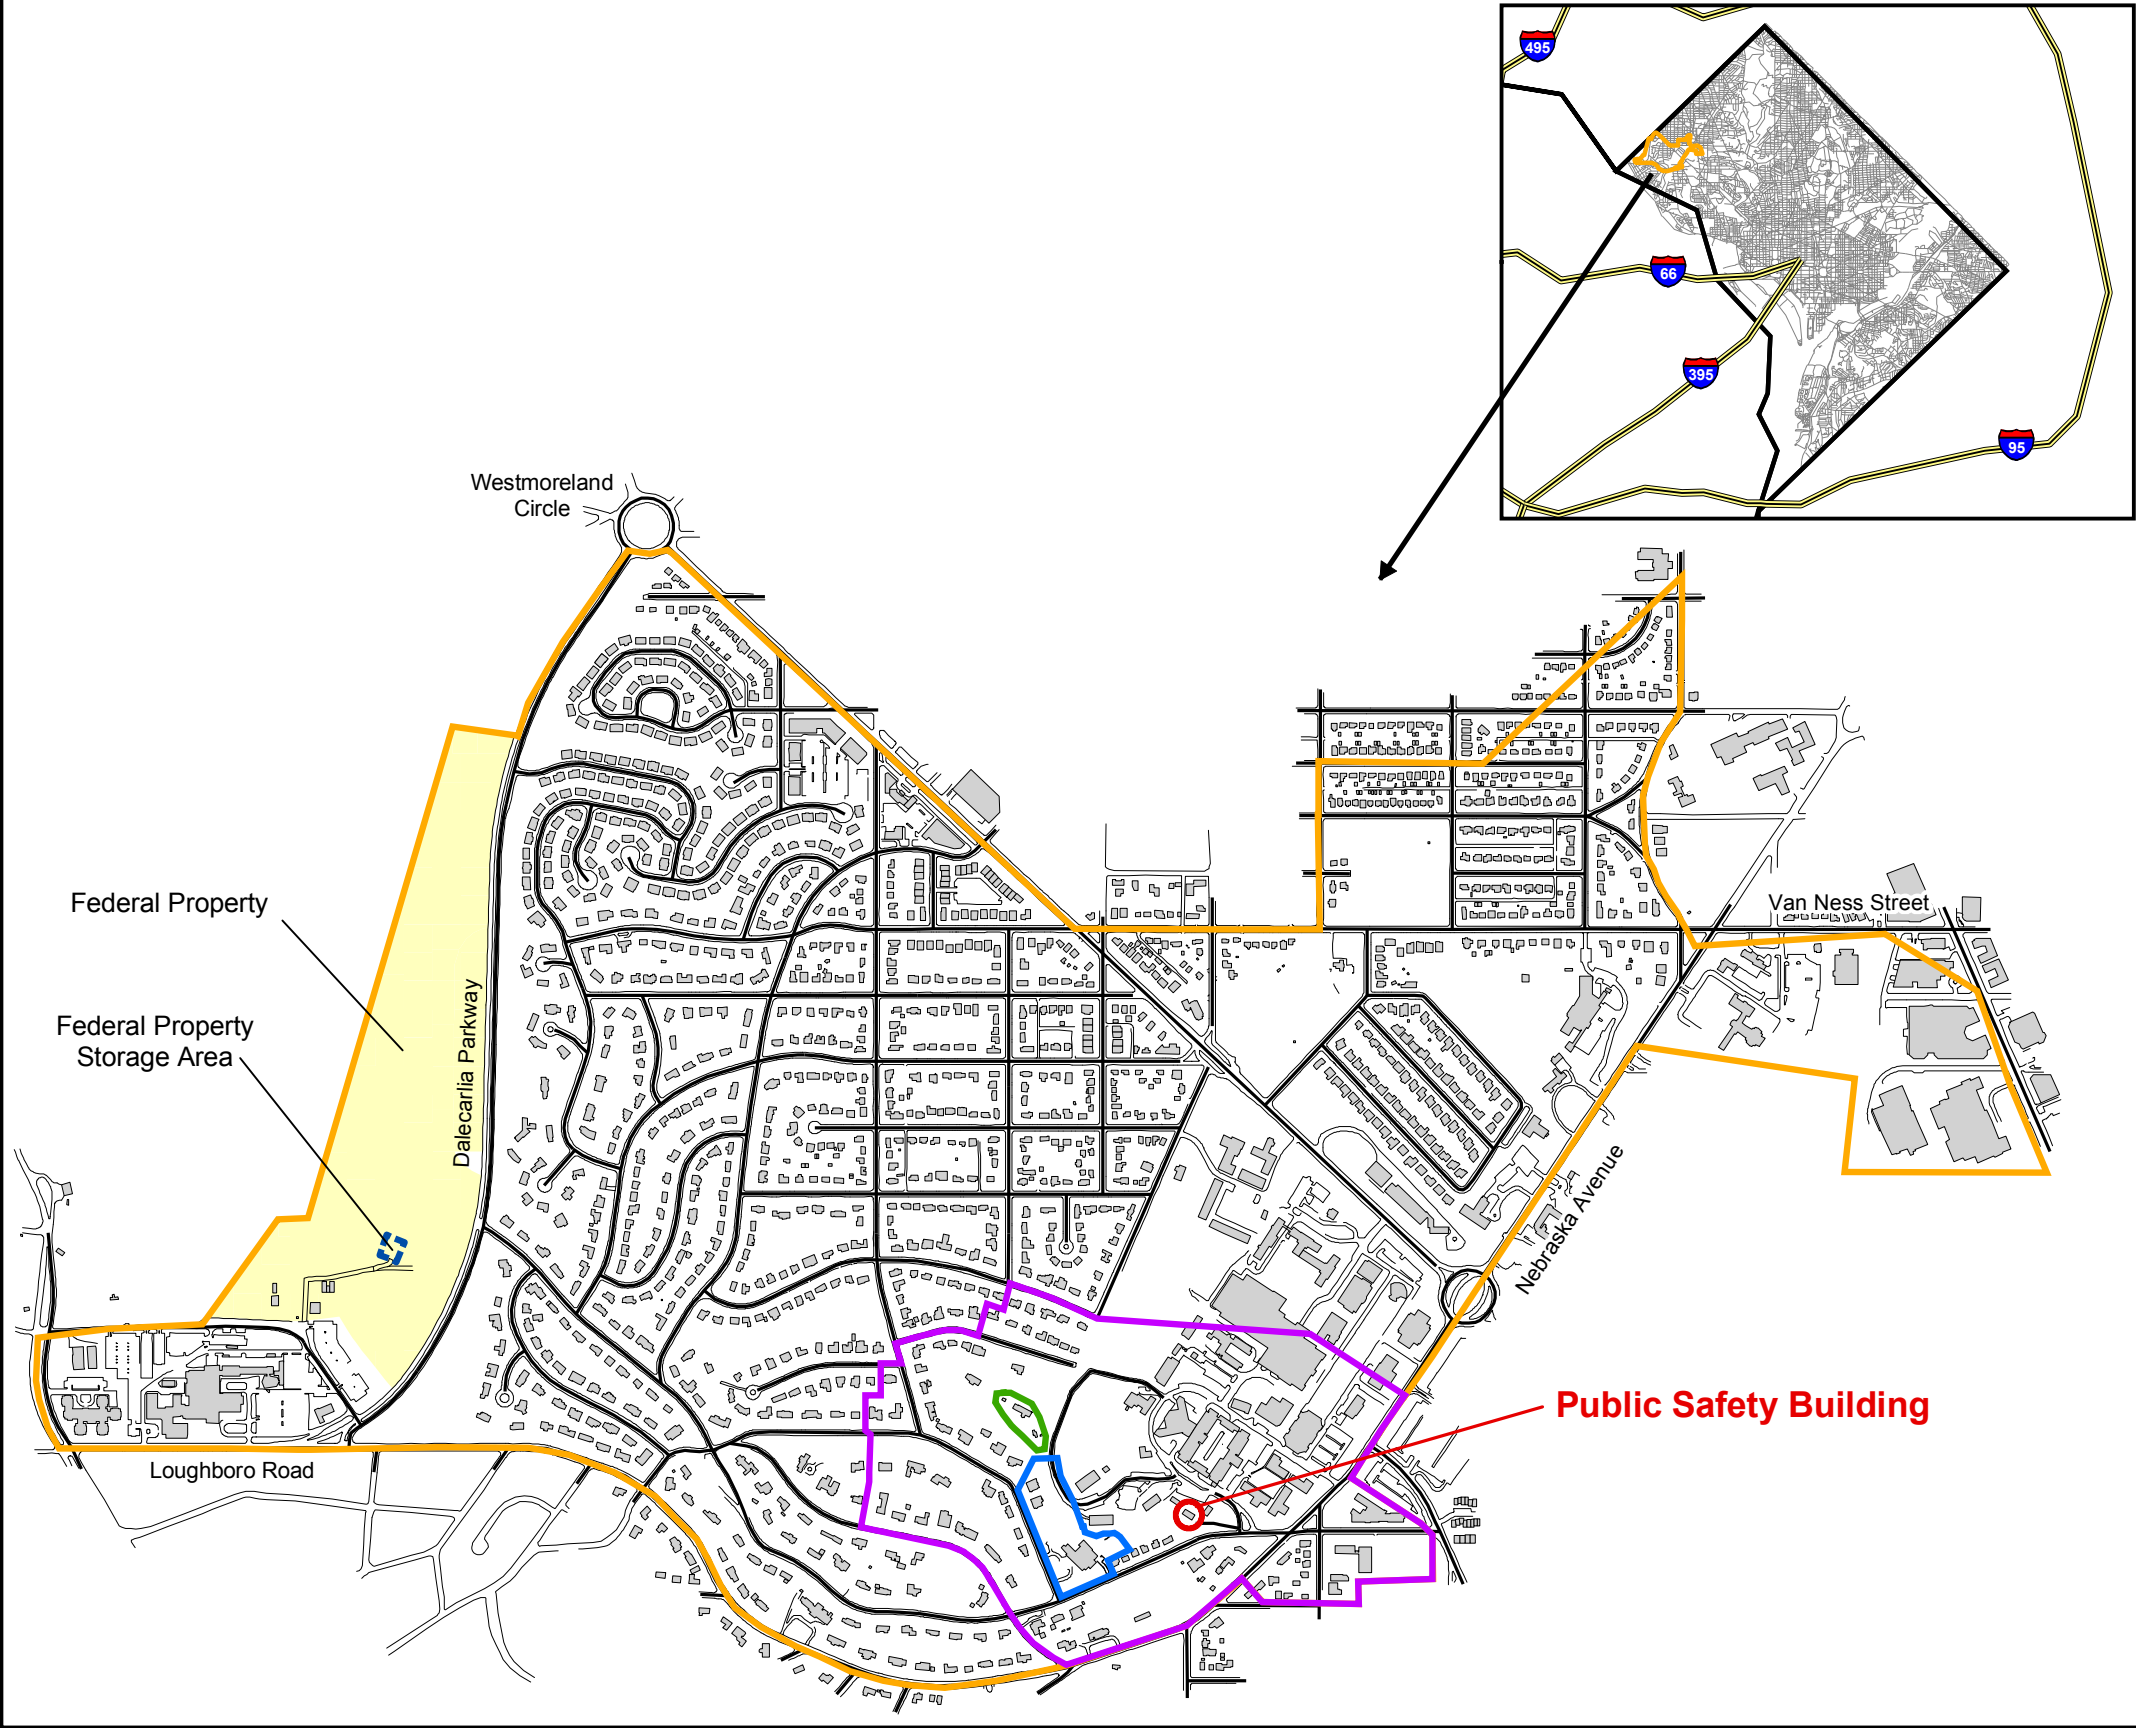 495
66
395
95
Westmoreland
Circle
Van Ness Street
Federal Property
Dalecarlia Parkway
Federal Property
Storage Area
Nebraska Avenue
Public Safety Building
Loughboro Road